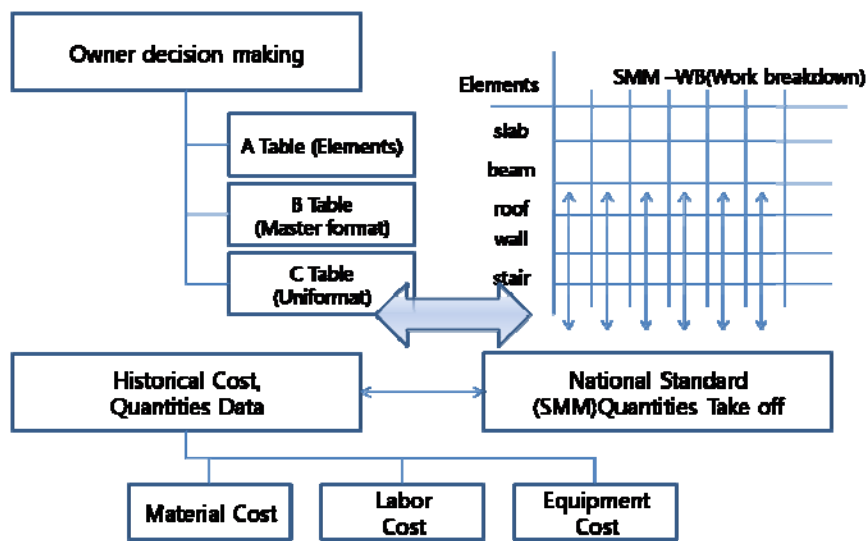 Owner decision making
A Table (Elements)
B Table
(Master format)
C Table
(Uniformat)
Elements
SMM –WB(Work breakdown)
slab
beam
roof
wall
stair
Historical Cost,
Quantities Data
National Standard
(SMM)Quantities Take off
Material Cost
Labor
Cost
Equipment
Cost